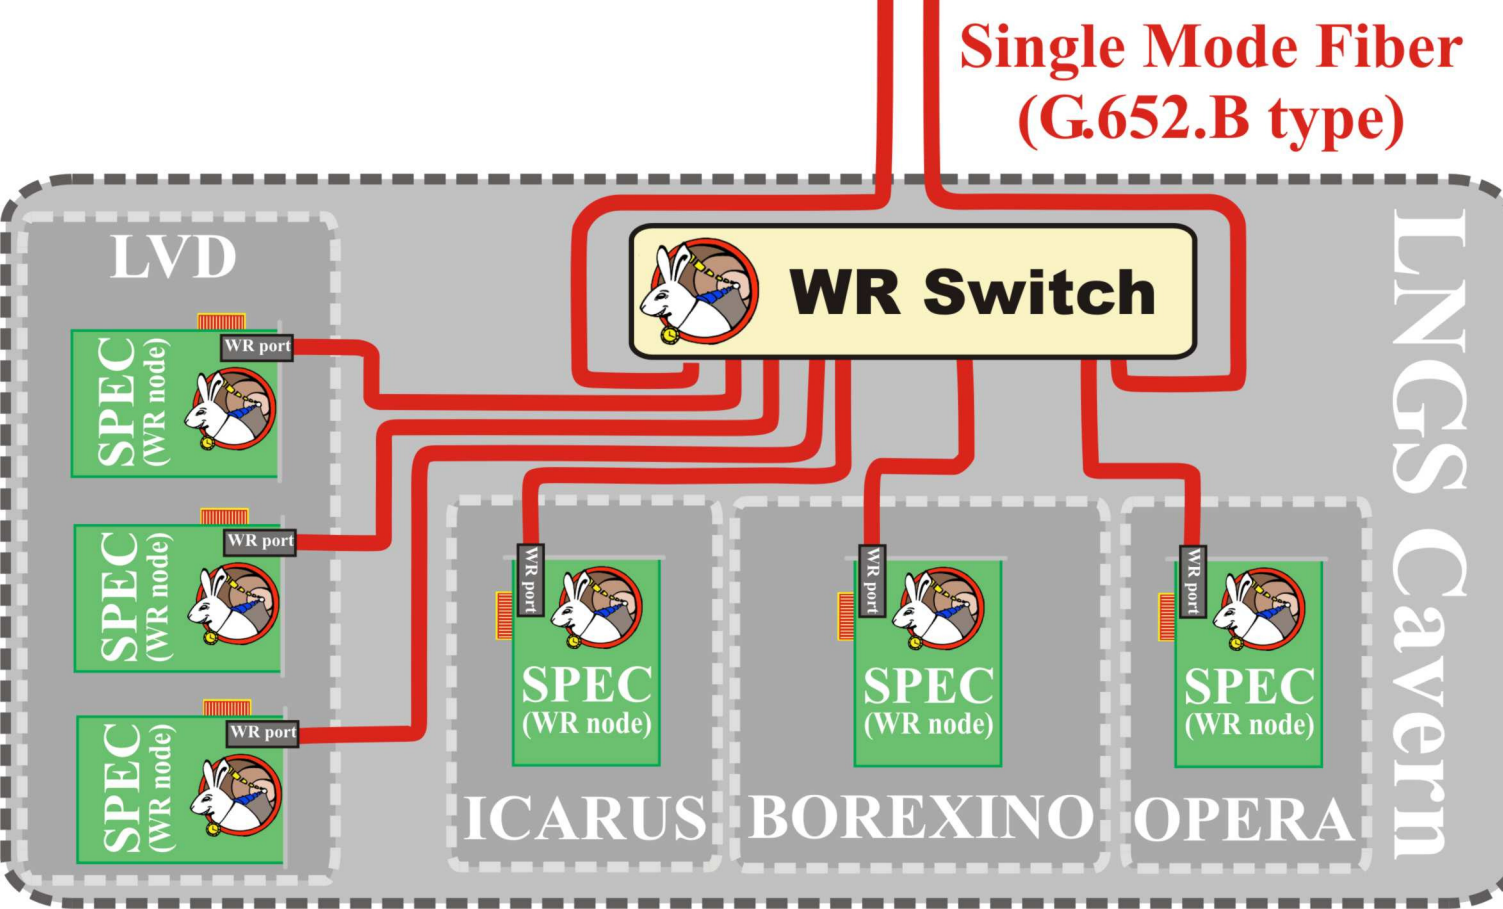 Single Mode Fiber
(G.652.B type)
LNGS Cavern
WR Switch
LVD
WR port
SPEC
(WR node)
WR port
SPEC
(WR node)
WR port
SPEC
(WR node)
WR port
SPEC
(WR node)
ICARUS
WR port
SPEC
(WR node)
BOREXINO
WR port
SPEC
(WR node)
OPERA